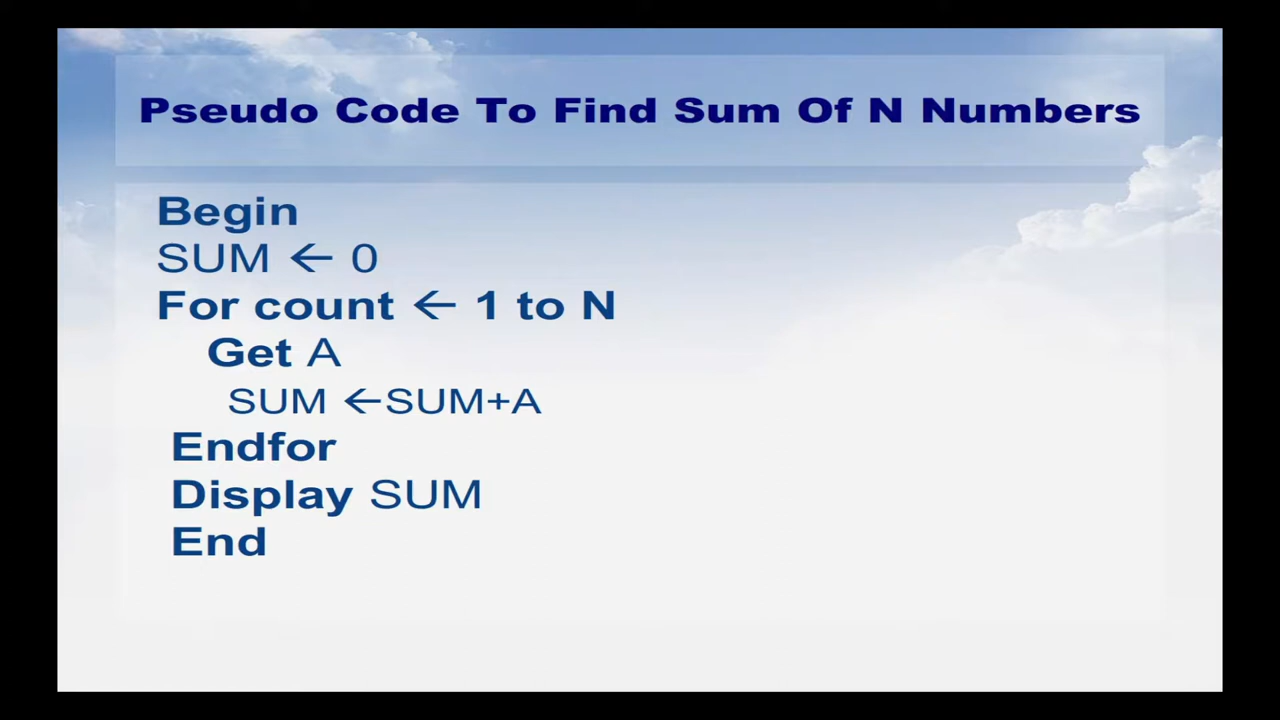 Pseudo Code To Find Sum Of N Numbers
Begin
SUM ← 0
For count ← 1 to N
Get A
SUM ←SUM+A
Endfor
Display SUM
End